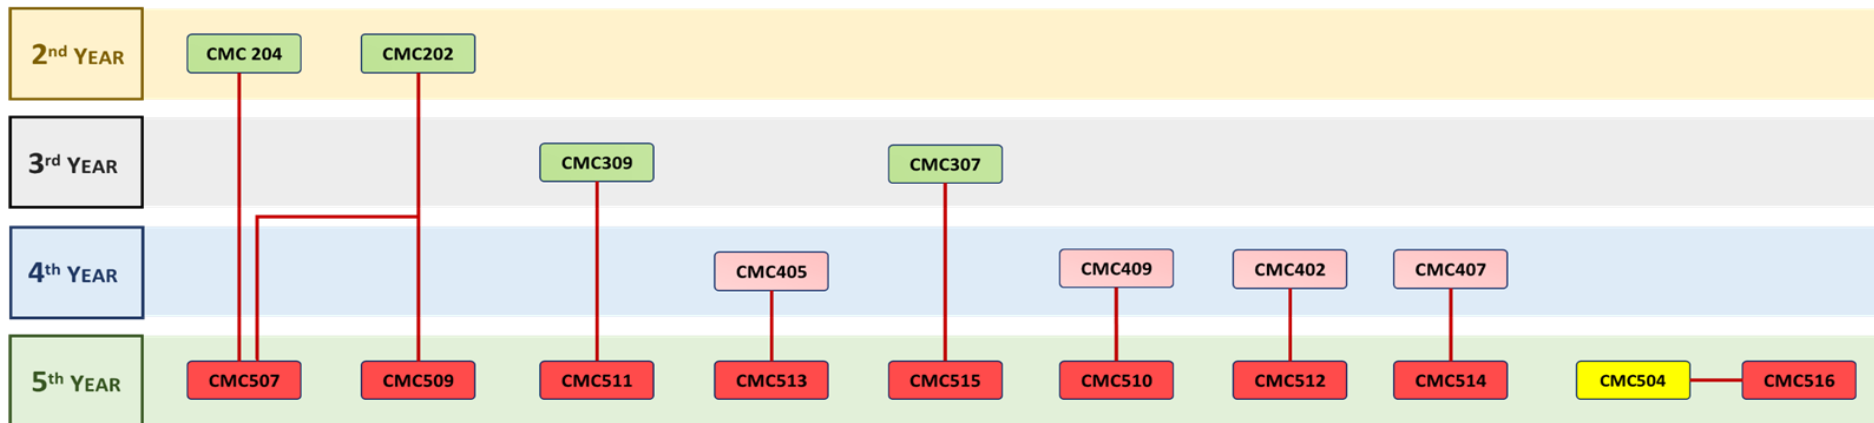 2nd YEAR
CMC 204
CMC202
3rd YEAR
CMC309
CMC307
4th YEAR
CMC405
CMC409
CMC402
CMC407
5th YEAR
CMC507
CMC509
CMC511
CMC513
CMC515
CMC510
CMC512
CMC514
CMC504
CMC516